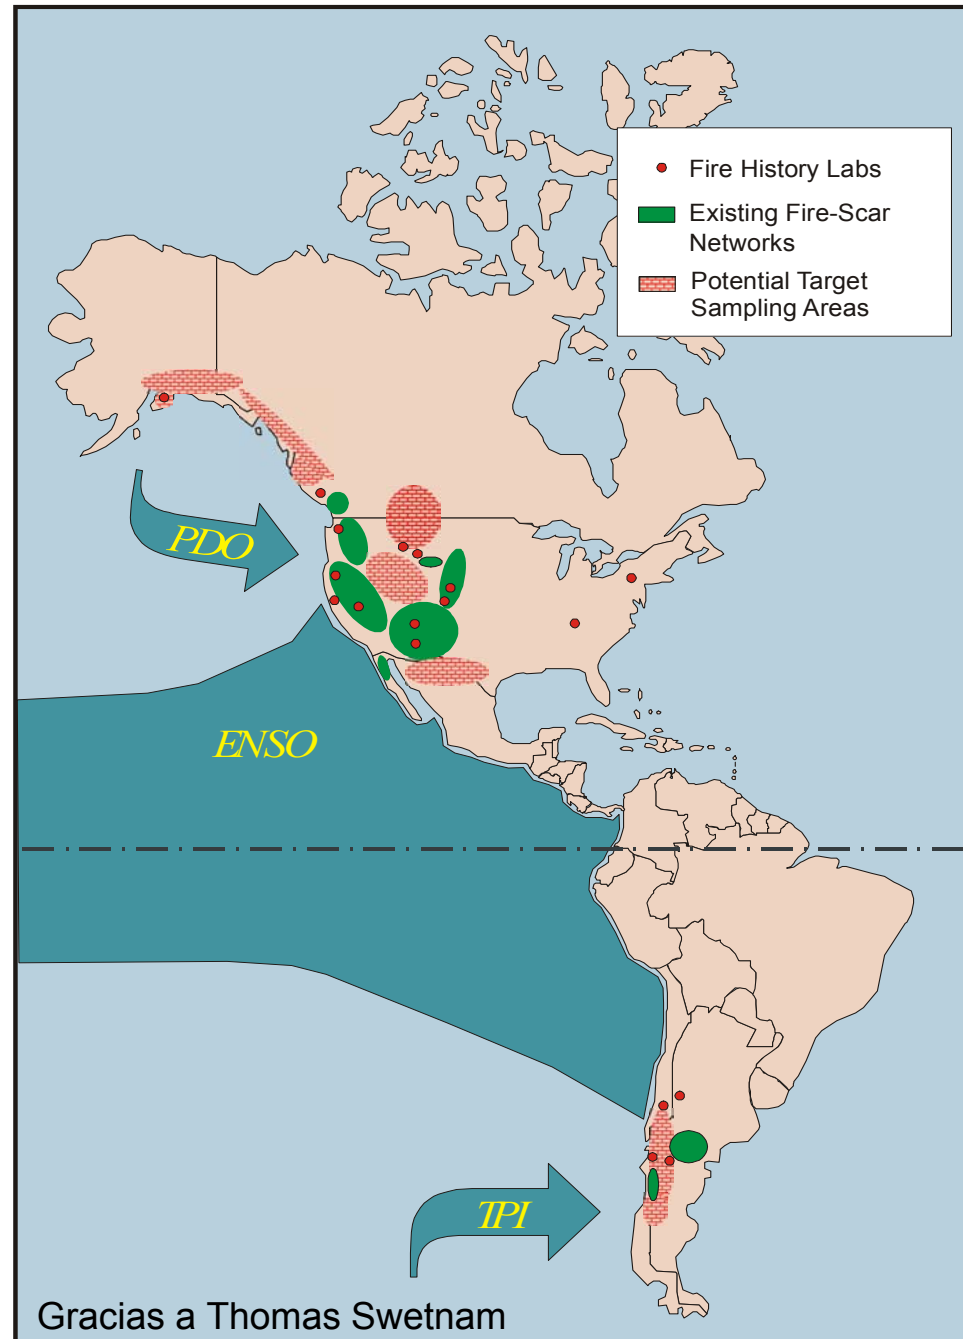 Fire History Labs
Existing Fire-Scar
Networks
Potential Target
Sampling Areas
PDO
ENSO
TPI
Gracias a Thomas Swetnam